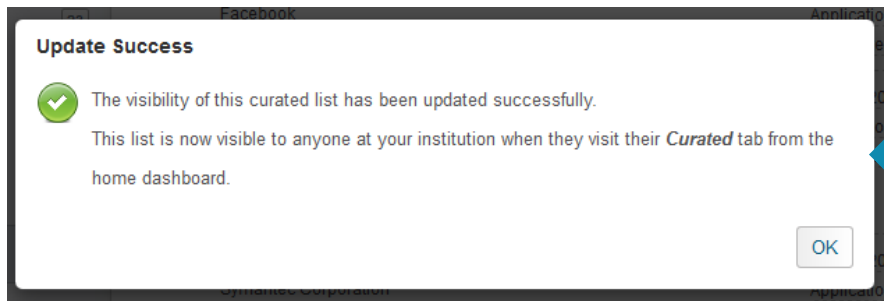 Facebook
Update Success
The visibility of this curated list has been updated successfully.
This list is now visible to anyone at your institution when they visit their Curated tab from the
home dashboard.
OK
Symantec Corporation